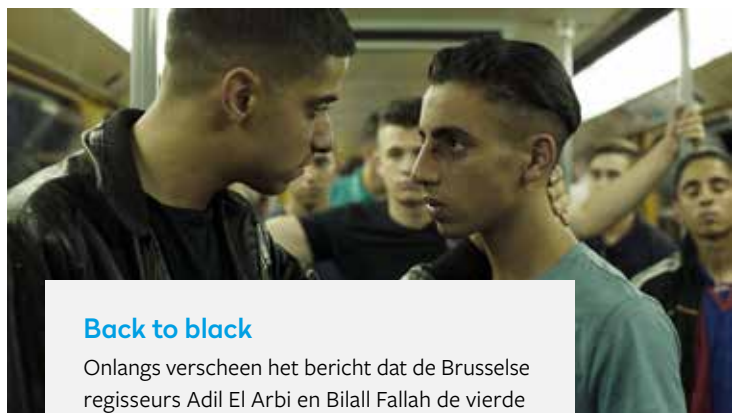 Back to black
Onlangs verscheen het bericht dat de Brusselse
regisseurs Adil El Arbi en Bilall Fallah de vierde